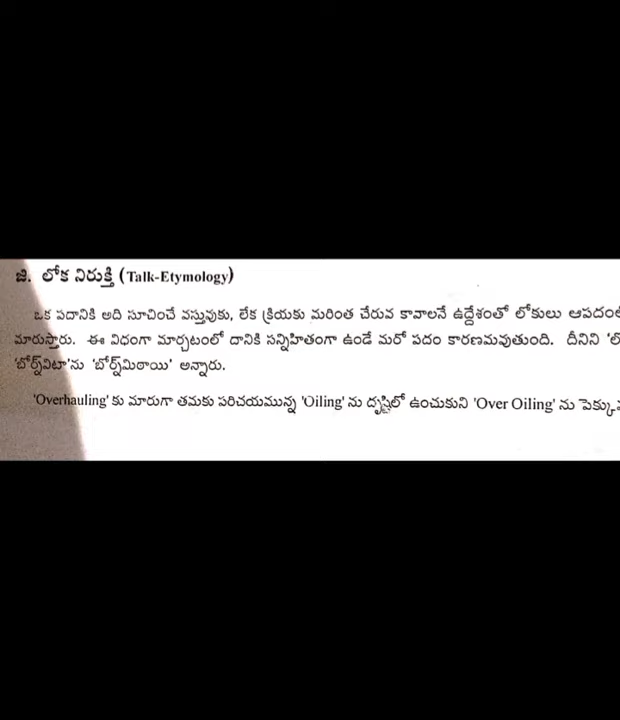 జి. లోక నిరుక్తి (Talk-Etymology)
ఒక పదానికి అది సూచించే వస్తువుకు, లేక క్రియకు మరింత చేరువ కావాలనే ఉద్దేశంతో లోకులు
మారుస్తారు. ఈ విధంగా మార్చటంలో దానికి సన్నిహితంగా ఉండే మరో పదం కారణమవుతుంది. దీనిని
'బోర్న్‌విటా'ను 'బోర్న్‌మిఠాయి' అన్నారు.
'Overhauling' కు మారుగా తమకు పరిచయమున్న 'Oiling' ను దృష్టిలో ఉంచుకుని 'Over Oiling' ను